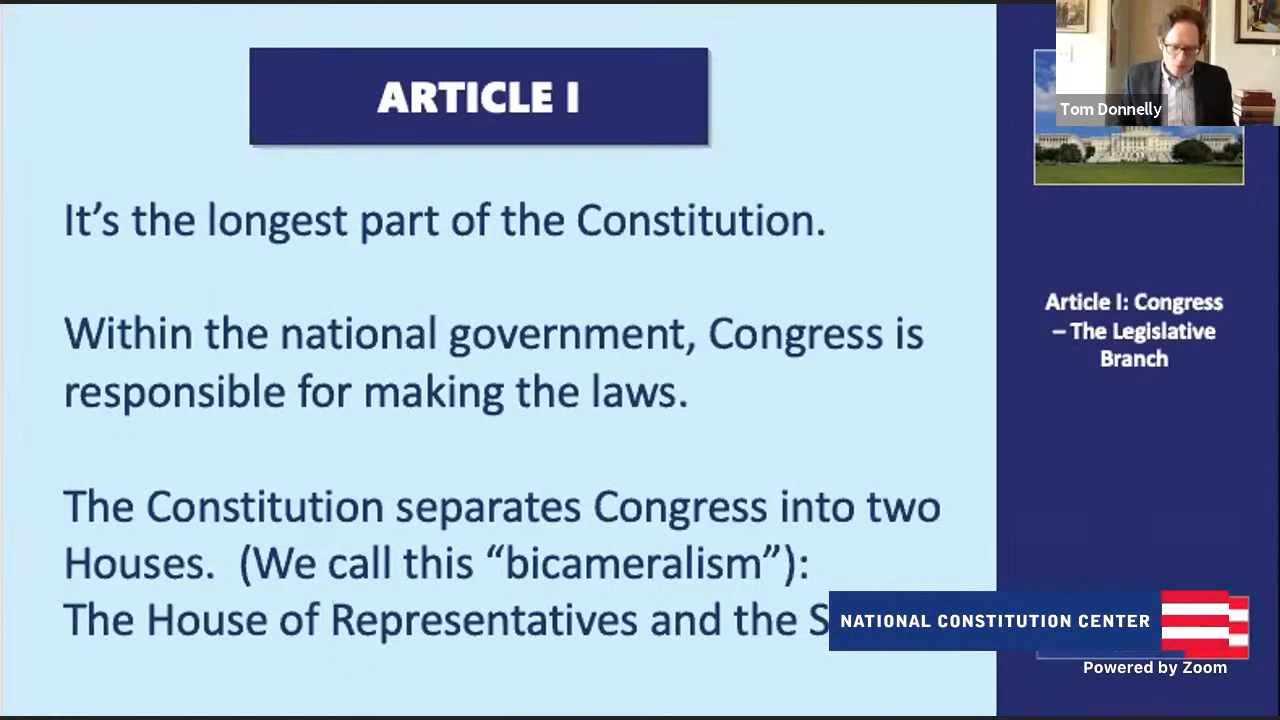 ARTICLE I
It’s the longest part of the Constitution.
Within the national government, Congress is
responsible for making the laws.
The Constitution separates Congress into two
Houses.  (We call this “bicameralism”):
The House of Representatives and the S
Tom Donnelly
Article I: Congress
– The Legislative
Branch
NATIONAL CONSTITUTION CENTER
Powered by Zoom